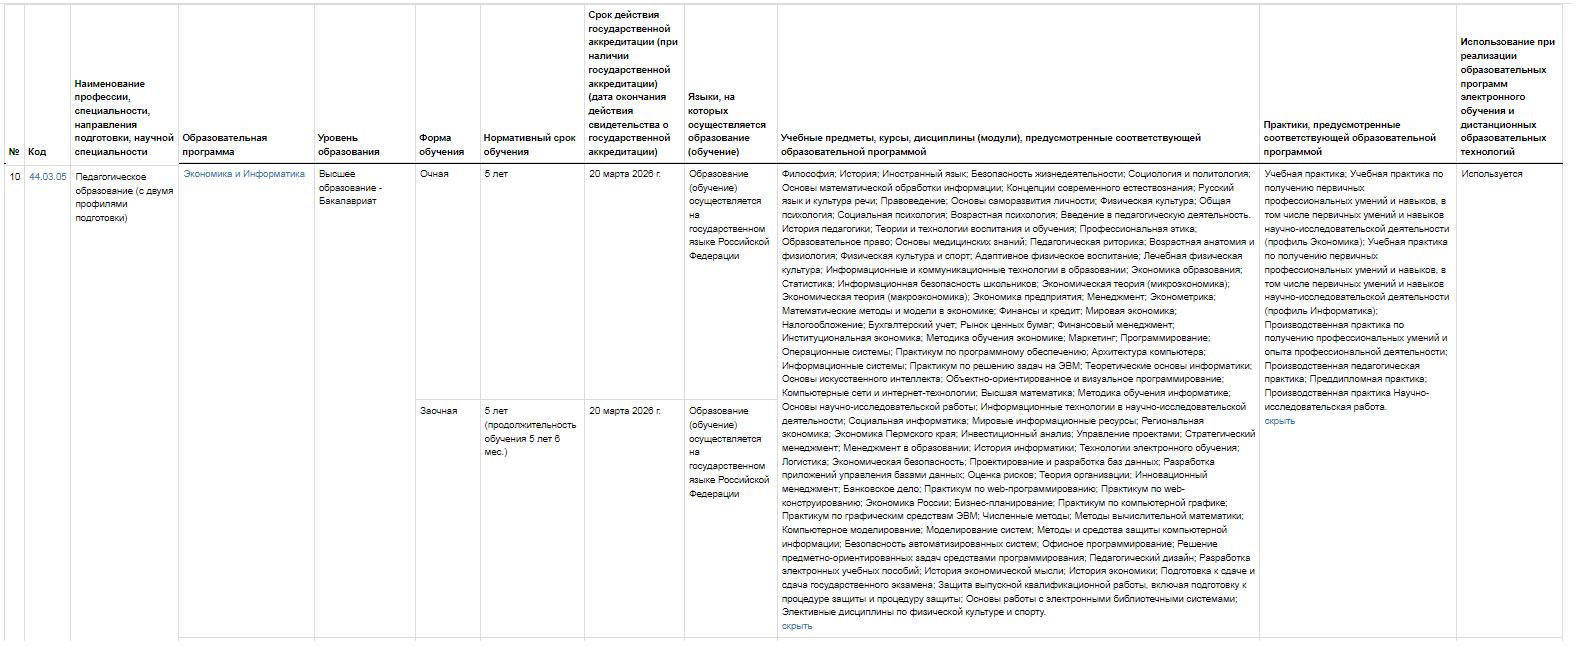 №
Код
Наименование
профессии,
специальности,
направления
подготовки, научной
специальности
Образовательная
программа
Уровень
образования
Форма
обучения
Нормативный срок
обучения
Срок действия
государственной
аккредитации (при
наличии
государственной
аккредитации)
(дата окончания
действия
свидетельства о
государственной
аккредитации)
Языки, на
которых
осуществляется
образование
(обучение)
Учебные предметы, курсы, дисциплины (модули), предусмотренные соответствующей
образовательной программой
Практики, предусмотренные
соответствующей образовательной
программой
Использование при
реализации
образовательных
программ
электронного
обучения и
дистанционных
образовательных
технологий
10
44.03.05
Педагогическое
образование (с двумя
профилями
подготовки)
Экономика и Информатика
Высшее
образование -
Бакалавриат
Очная
5 лет
20 марта 2026 г.
Образование
(обучение)
осуществляется
на
государственном
языке Российской
Федерации
Заочная
5 лет
(продолжительность
обучения 5 лет 6
мес.)
20 марта 2026 г.
Образование
(обучение)
осуществляется
на
государственном
языке Российской
Федерации
Философия; История; Иностранный язык; Безопасность жизнедеятельности; Социология и политология;
Основы математической обработки информации; Концепции современного естествознания; Русский
язык и культура речи; Правоведение; Основы саморазвития личности; Физическая культура; Общая
психология; Социальная психология; Возрастная психология; Введение в педагогическую деятельность.
История педагогики; Теории и технологии воспитания и обучения; Профессиональная этика;
Образовательное право; Основы медицинских знаний; Педагогическая риторика; Возрастная анатомия и
физиология; Физическая культура и спорт; Адаптивное физическое воспитание; Лечебная физическая
культура; Информационные и коммуникационные технологии в образовании; Экономика образования;
Статистика; Информационная безопасность школьников; Экономическая теория (микроэкономика);
Экономическая теория (макроэкономика); Экономика предприятия; Менеджмент; Эконометрика;
Математические методы и модели в экономике; Финансы и кредит; Мировая экономика;
Налогообложение; Бухгалтерский учет; Рынок ценных бумаг; Финансовый менеджмент;
Институциональная экономика; Методика обучения экономике; Маркетинг; Программирование;
Операционные системы; Практикум по программному обеспечению; Архитектура компьютера;
Информационные системы; Практикум по решению задач на ЭВМ; Теоретические основы информатики;
Основы искусственного интеллекта; Объектно-ориентированное и визуальное программирование;
Компьютерные сети и интернет-технологии; Высшая математика; Методика обучения информатике;
Основы научно-исследовательской работы; Информационные технологии в научно-исследовательской
деятельности; Социальная информатика; Мировые информационные ресурсы; Региональная
экономика; Экономика Пермского края; Инвестиционный анализ; Управление проектами; Стратегический
менеджмент; Менеджмент в образовании; История информатики; Технологии электронного обучения;
Логистика; Экономическая безопасность; Проектирование и разработка баз данных; Разработка
приложений управления базами данных; Оценка рисков; Теория организации; Инновационный
менеджмент; Банковское дело; Практикум по web-программированию; Практикум по web-
конструированию; Экономика России; Бизнес-планирование; Практикум по компьютерной графике;
Практикум по графическим средствам ЭВМ; Численные методы; Методы вычислительной математики;
Компьютерное моделирование; Моделирование систем; Методы и средства защиты компьютерной
информации; Безопасность автоматизированных систем; Офисное программирование; Решение
предметно-ориентированных задач средствами программирования; Педагогический дизайн; Разработка
электронных учебных пособий; История экономической мысли; История экономики; Подготовка к сдаче и
сдача государственного экзамена; Защита выпускной квалификационной работы, включая подготовку к
процедуре защиты и процедуру защиты; Основы работы с электронными библиотечными системами;
Элективные дисциплины по физической культуре и спорту.
скрыть
Учебная практика; Учебная практика по
получению первичных
профессиональных умений и навыков, в
том числе первичных умений и навыков
научно-исследовательской деятельности
(профиль Экономика); Учебная практика
по получению первичных
профессиональных умений и навыков, в
том числе первичных умений и навыков
научно-исследовательской деятельности
(профиль Информатика);
Производственная практика по
получению профессиональных умений и
опыта профессиональной деятельности;
Производственная педагогическая
практика; Преддипломная практика;
Производственная практика Научно-
исследовательская работа.
скрыть
Используется